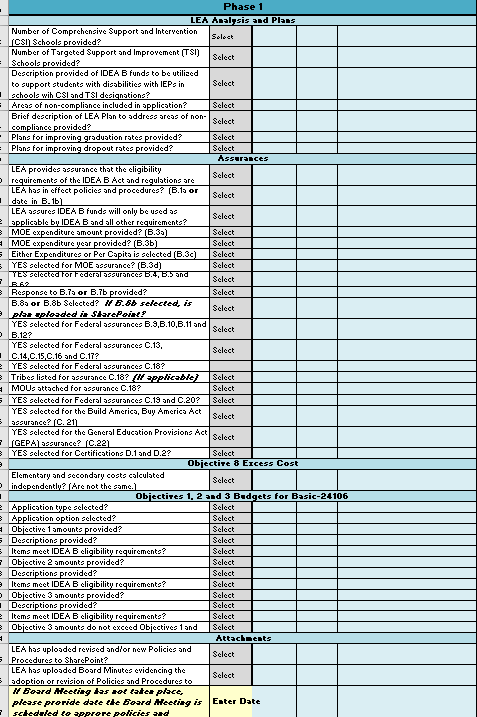 Phase 1
LEA Analysis and Plans
Number of Comprehensive Support and Intervention
(CSI) Schools provided?
Select
Number of Targeted Support and Improvement (TSI)
Schools provided?
Select
Description provided of IDEA B funds to be utilized
to support students with disabilities with IEPs in
schools wih CSI and TSI designations?
Select
Areas of non-compliance included in application?
Select
Brief description of LEA Plan to address areas of non-
compliance provided?
Select
Plans for improving graduation rates provided?
Select
Plans for improving dropout rates provided?
Select
Assurances
LEA provides assurance that the eligibility
requirements of the IDEA B Act and regulations are
Select
LEA has in effect policies and procedures? (B.1a or
date in B.1b)
Select
LEA assures IDEA B funds will only be used as
applicable by IDEA B and all other requirements?
Select
MOE expenditure amount provided? (B.3a)
Select
MOE expenditure year provided? (B.3b)
Select
Either Expenditures or Per Capita is selected (B.3c)
Select
YES selected for MOE assurance? (B.3d)
Select
YES selected for Federal assurances B.4, B.5 and
B.6?
Select
Response to B.7a or B.7b provided?
Select
B.8a or B.8b Selected? If B.8b selected, is
plan uploaded in SharePoint?
Select
YES selected for Federal assurances B.9,B.10,B.11 and
B.12?
Select
YES selected for Federal assurances C.13,
C.14,C.15,C.16 and C.17?
Select
YES selected for Federal assurances C.18?
Select
Tribes listed for assurance C.18? (If applicable)
Select
MOUs attached for assurance C.18?
Select
YES selected for Federal assurances C.19 and C.20?
Select
YES selected for the Build America, Buy America Act
assurance? (C. 21)
Select
YES selected for the General Education Provisions Act
(GEPA) assurance? (C.22)
Select
YES selected for Certifications D.1 and D.2?
Select
Objective 8 Excess Cost
Elementary and secondary costs calculated
independently? (Are not the same.)
Select
Objectives 1, 2 and 3 Budgets for Basic-24106
Application type selected?
Select
Application option selected?
Select
Objective 1 amounts provided?
Select
Descriptions provided?
Select
Items meet IDEA B eligibility requirements?
Select
Objective 2 amounts provided?
Select
Descriptions provided?
Select
Items meet IDEA B eligibility requirements?
Select
Objective 3 amounts provided?
Select
Descriptions provided?
Select
Items meet IDEA B eligibility requirements?
Select
Objective 3 amounts do not exceed Objectives 1 and
Select
Attachments
LEA has uploaded revised and/or new Policies and
Procedures to SharePoint?
Select
LEA has uploaded Board Minutes evidencing the
adoption or revision of Policies and Procedures to
Select
If Board Meeting has not taken place,
please provide date the Board Meeting is
scheduled to approve policies and
Enter Date